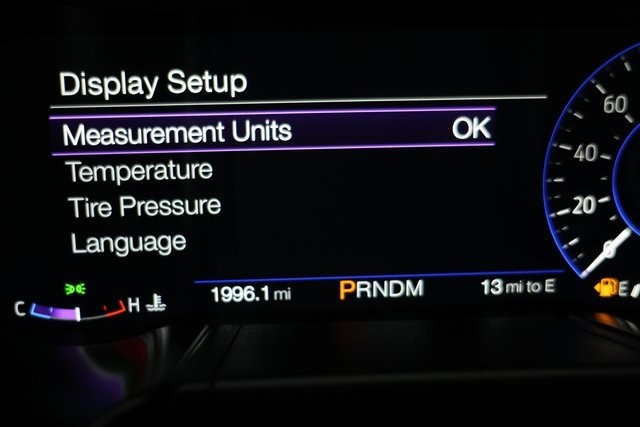 Display Setup
Measurement Units OK
Temperature
Tire Pressure
Language
60
40
20
0
C H
1996.1 mi PRNDM 13 mi to E
E